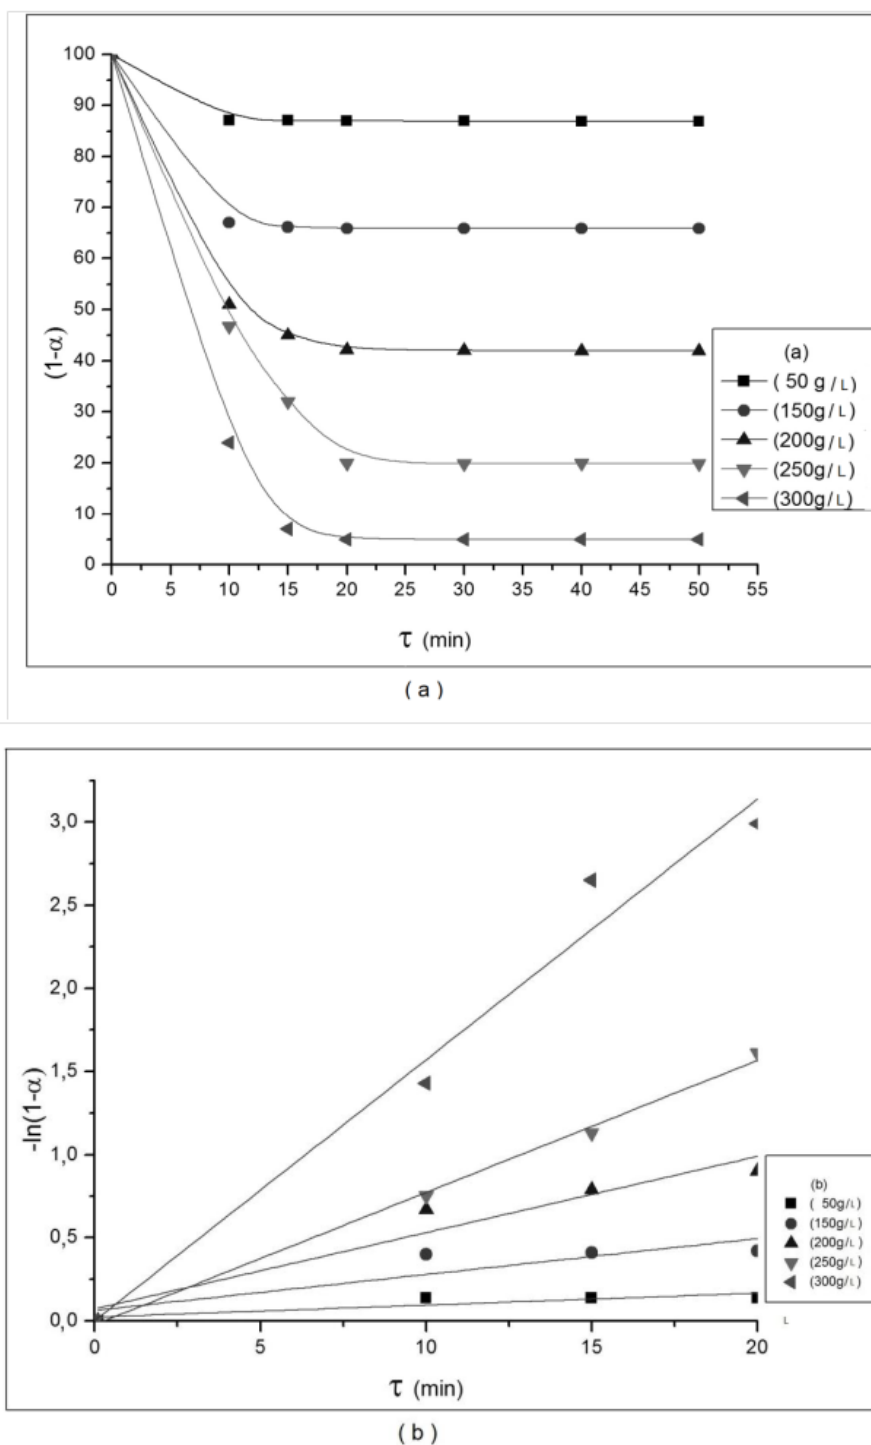 100
90
80
70
60
50
40
30
20
10
0
(1-α)
0 5 10 15 20 25 30 35 40 45 50 55
τ (min)
(a)
( 50 g / L)
(150g/L)
(200g/L)
(250g/L)
(300g/L)
( a )
3,0
2,5
2,0
1,5
1,0
0,5
0,0
-ln(1-α)
0 5 10 15 20
τ (min)
(b)
( 50g/L)
(150g/L)
(200g/L)
(250g/L)
(300g/L)
L
( b )